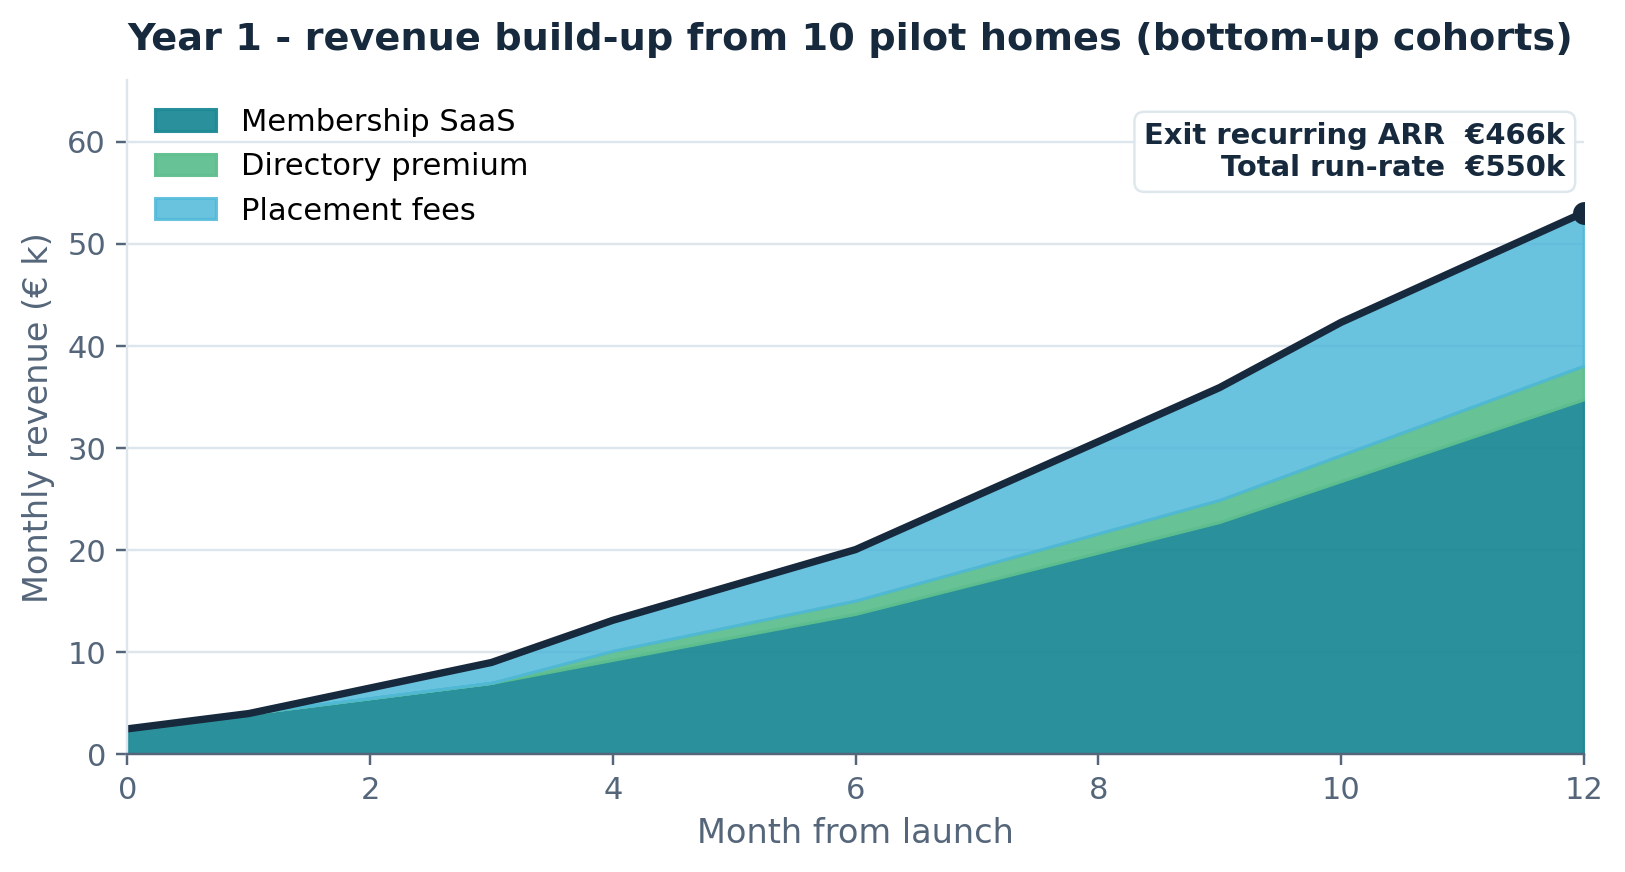 Year 1 - revenue build-up from 10 pilot homes (bottom-up cohorts)
Membership SaaS
Directory premium
Placement fees
Exit recurring ARR €466k
Total run-rate €550k
Monthly revenue (€ k)
60
50
40
30
20
10
0
0 2 4 6 8 10 12
Month from launch